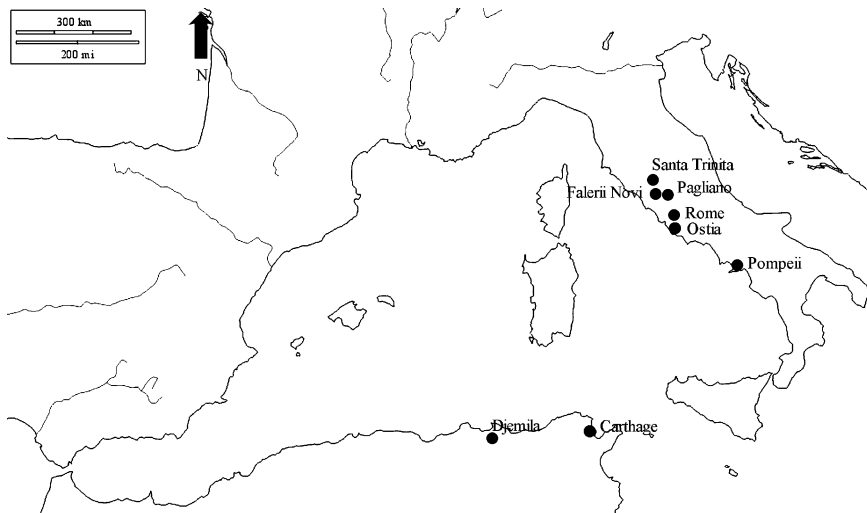 300 km
200 mi
N
Santa Trinita
Falerii Novi
Pagliano
Rome
Ostia
Pompeii
Djemila
Carthage